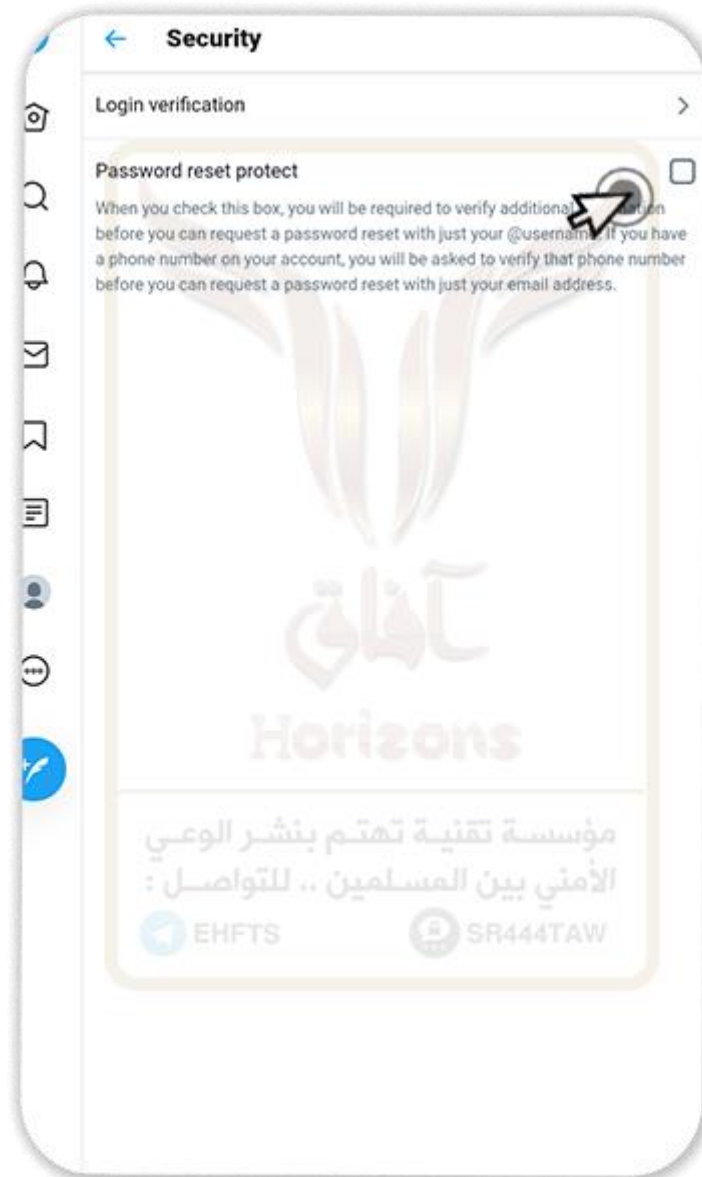 Security
Login verification
Password reset protect
When you check this box, you will be required to verify additional
before you can request a password reset with just your @username. If you have
a phone number on your account, you will be asked to verify that phone number
before you can request a password reset with just your email address.
آفاق
Horizons
مؤسسة تقنية تهتم بنشر الوعي
الأمني بين المسلمين .. للتواصل :
EHFTS SR444TAW